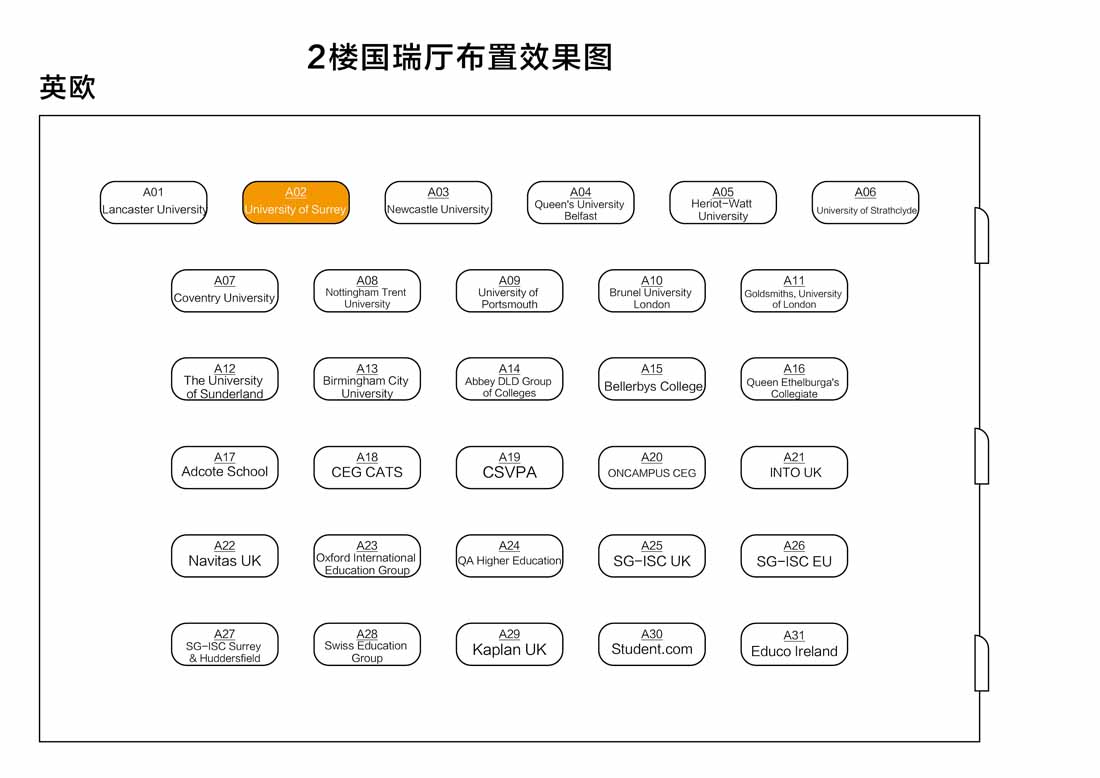 2楼国瑞厅布置效果图
英欧
A01
Lancaster University
A02
University of Surrey
A03
Newcastle University
A04
Queen's University
Belfast
A05
Heriot-Watt
University
A06
University of Strathclyde
A07
Coventry University
A08
Nottingham Trent
University
A09
University of
Portsmouth
A10
Brunel University
London
A11
Goldsmiths, University
of London
A12
The University
of Sunderland
A13
Birmingham City
University
A14
Abbey DLD Group
of Colleges
A15
Bellerbys College
A16
Queen Ethelburga's
Collegiate
A17
Adcote School
A18
CEG CATS
A19
CSVPA
A20
ONCAMPUS CEG
A21
INTO UK
A22
Navitas UK
A23
Oxford International
Education Group
A24
QA Higher Education
A25
SG-ISC UK
A26
SG-ISC EU
A27
SG-ISC Surrey
& Huddersfield
A28
Swiss Education
Group
A29
Kaplan UK
A30
Student.com
A31
Educo Ireland